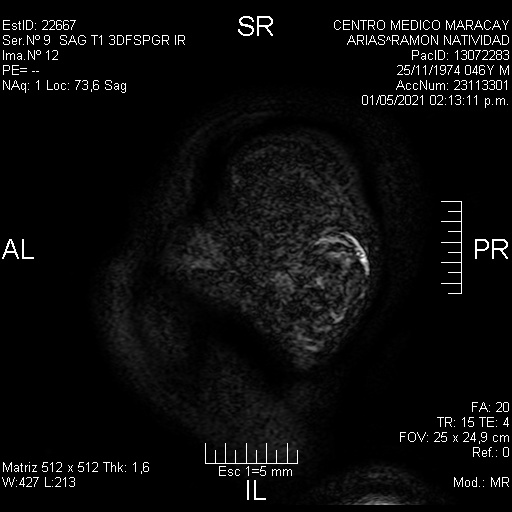 EstID: 22667
Ser.Nº 9 SAG T1 3DFSPGR IR
Ima.Nº 12
PE= --
NAq: 1 Loc: 73,6 Sag
SR
CENTRO MEDICO MARACAY
ARIAS^RAMON NATIVIDAD
PacID: 13072283
25/11/1974 046Y M
AccNum: 23113301
01/05/2021 02:13:11 p.m.
AL
PR
FA: 20
TR: 15 TE: 4
FOV: 25 x 24,9 cm
Ref.: 0
Matriz 512 x 512 Thk: 1,6
W:427 L:213
Esc 1=5 mm
IL
Mod.: MR